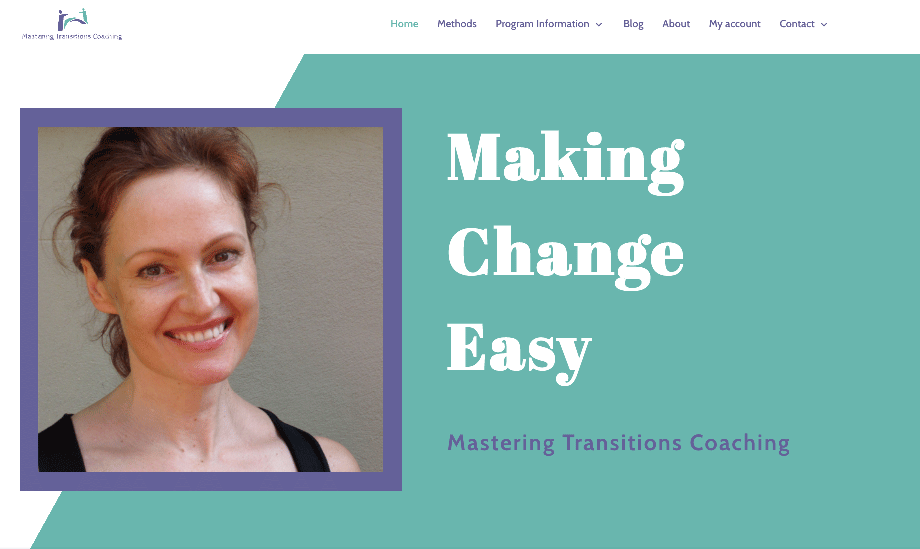 Mastering Transitions Coaching
Home Methods Program Information Blog About My account Contact
Making
Change
Easy
Mastering Transitions Coaching